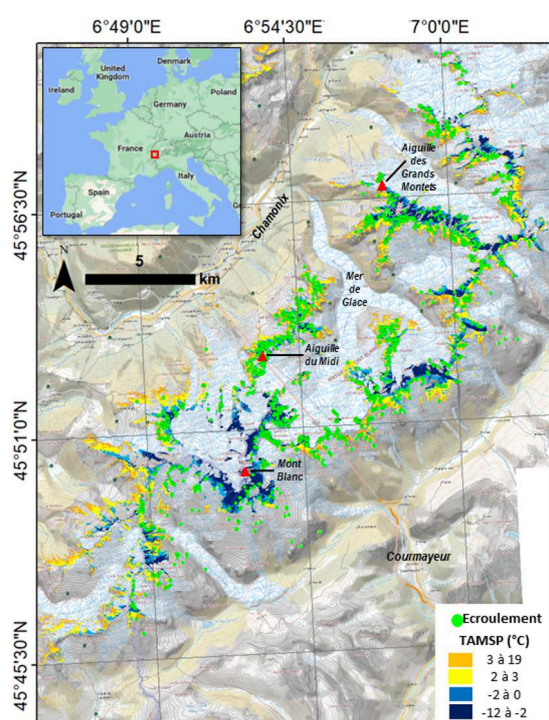 6°49'0"E
6°54'30"E
7°0'0"E
45°56'30"N
45°51'0"N
45°45'30"N
United
Kingdom
Denmark
Ireland
Poland
Germany
France
Austria
Spain
Italy
Portugal
N
5
km
Chamonix
Aiguille
des
Grands
Montets
Mer
de
Glace
Aiguille
du Midi
Mont
Blanc
Courmayeur
Ecoulement
TAMSP (°C)
3 à 19
2 à 3
-2 à 0
-12 à -2